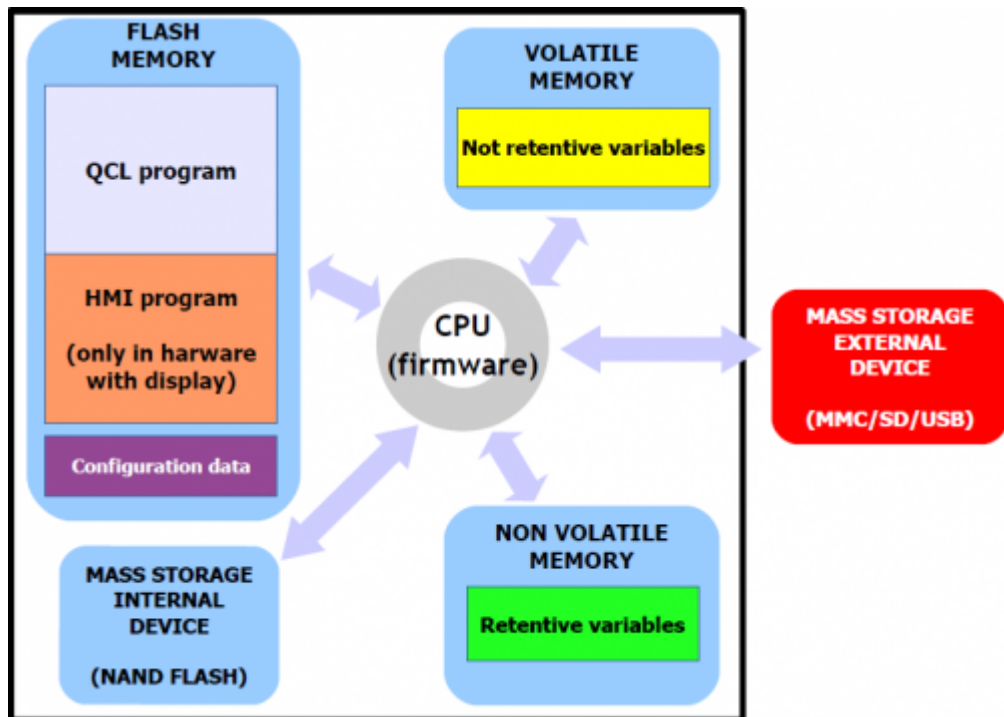 FLASH
MEMORY
QCL program
HMI program
(only in harware
with display)
Configuration data
VOLATILE
MEMORY
Not retentive variables
CPU
(firmware)
MASS STORAGE
EXTERNAL
DEVICE
(MMC/SD/USB)
MASS STORAGE
INTERNAL
DEVICE
(NAND FLASH)
NON VOLATILE
MEMORY
Retentive variables